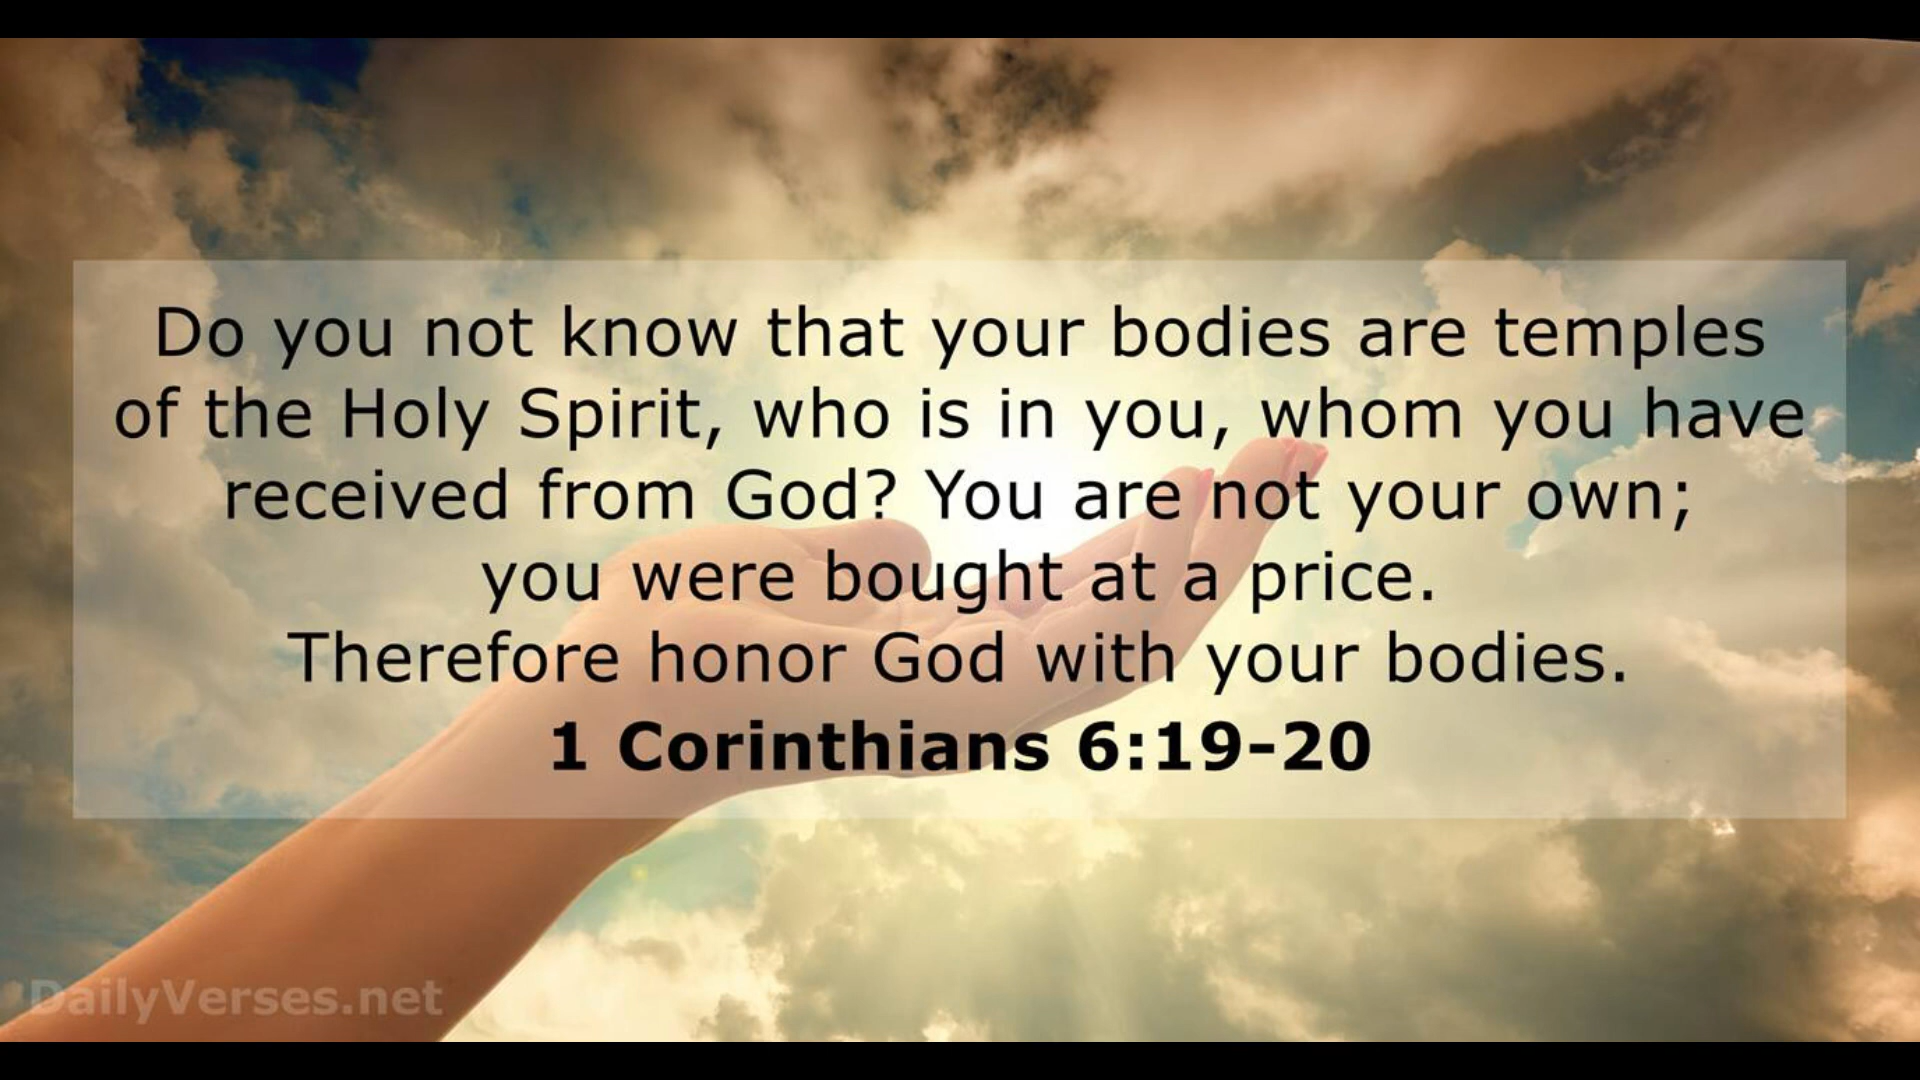 Do you not know that your bodies are temples
of the Holy Spirit, who is in you, whom you have
received from God? You are not your own;
you were bought at a price.
Therefore honor God with your bodies.
1 Corinthians 6:19-20
DailyVerses.net